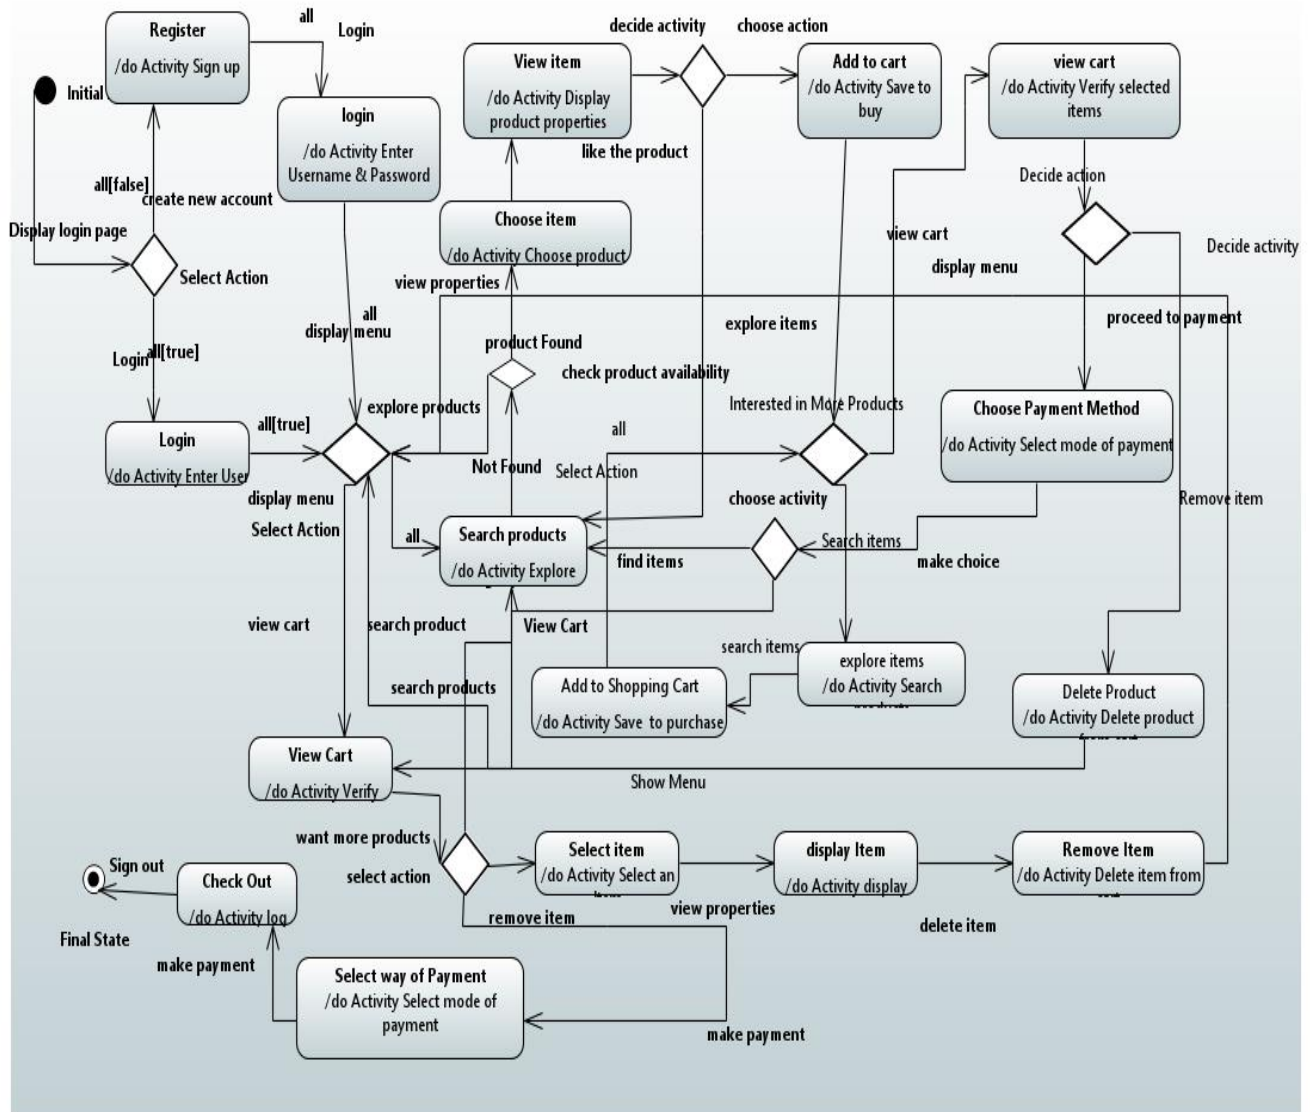 all
Login
Register
/do Activity Sign up
Initial
all[false]
create new account
Display login page
Select Action
Login
all[true]
login
/do Activity Enter
Username & Password
all
display menu
Login
/do Activity Enter User
all[true]
display menu
Select Action
decide activity
choose action
View item
/do Activity Display
product properties
like the product
Choose item
/do Activity Choose product
view properties
product Found
check product availability
explore products
Not Found
Add to cart
/do Activity Save to
buy
view cart
/do Activity Verify selected
items
Decide action
view cart
display menu
Decide activity
explore items
proceed to payment
Interested in More Products
all
Select Action
choose activity
Choose Payment Method
/do Activity Select mode of payment
Remove item
all
Search products
/do Activity Explore
find items
Search items
make choice
view cart
search product
View Cart
search items
search products
explore items
/do Activity Search
Add to Shopping Cart
/do Activity Save to purchase
Delete Product
/do Activity Delete product
View Cart
/do Activity Verify
Show Menu
want more products
select action
Select item
/do Activity Select an
view properties
display Item
/do Activity display
Remove Item
/do Activity Delete item from
delete item
remove item
Sign out
Check Out
/do Activity log
Final State
make payment
Select way of Payment
/do Activity Select mode of
payment
make payment